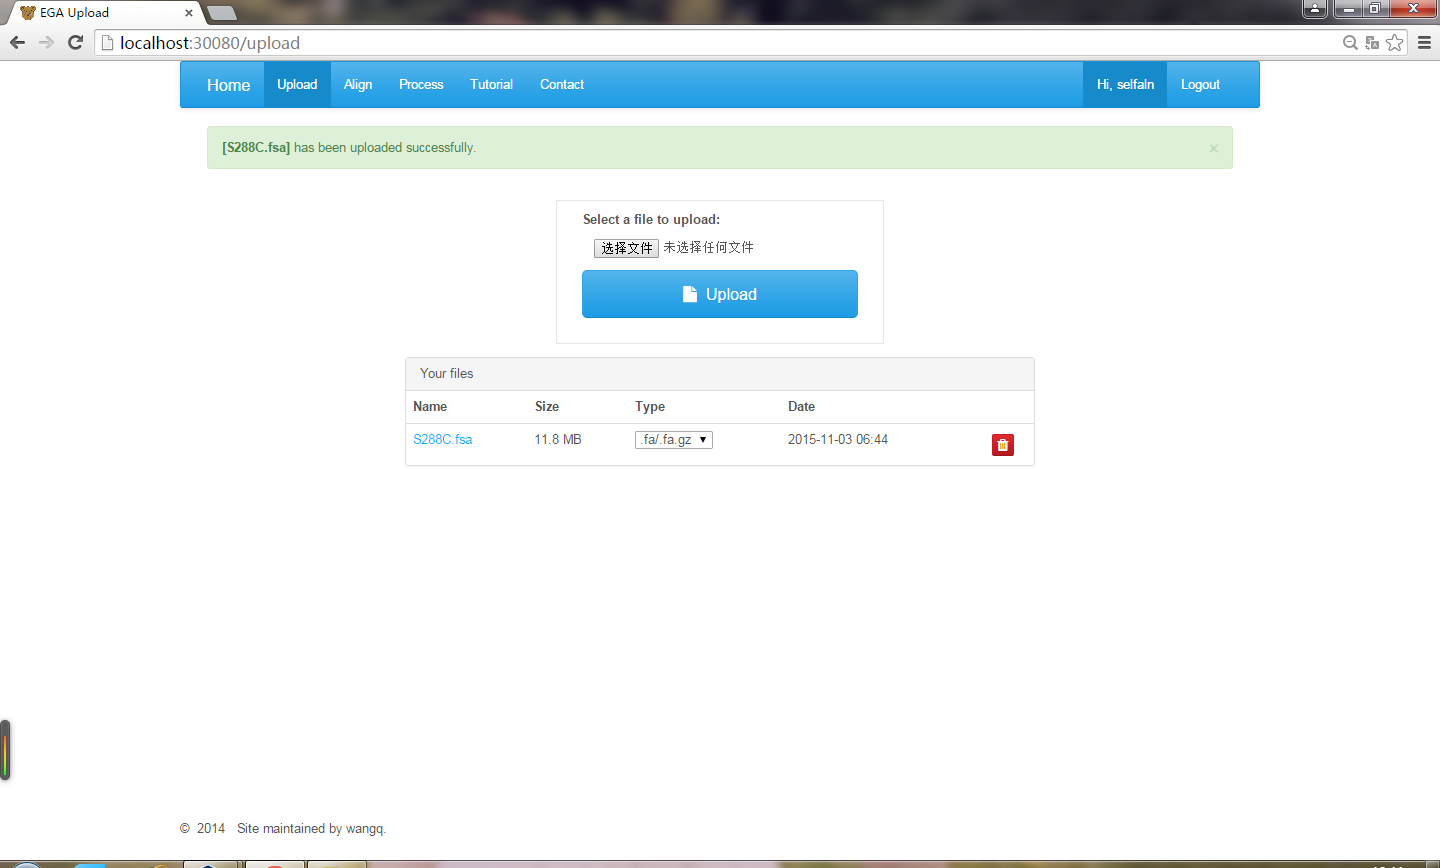 EGA Upload
localhost:30080/upload
Home Upload Align Process Tutorial Contact Hi, selfaln Logout
[S288C.fsa] has been uploaded successfully. ×
Select a file to upload:
选择文件 未选择任何文件
Upload
Your files
Name Size Type Date
S288C.fsa 11.8 MB .fa/.fa.gz 2015-11-03 06:44
© 2014 Site maintained by wangq.